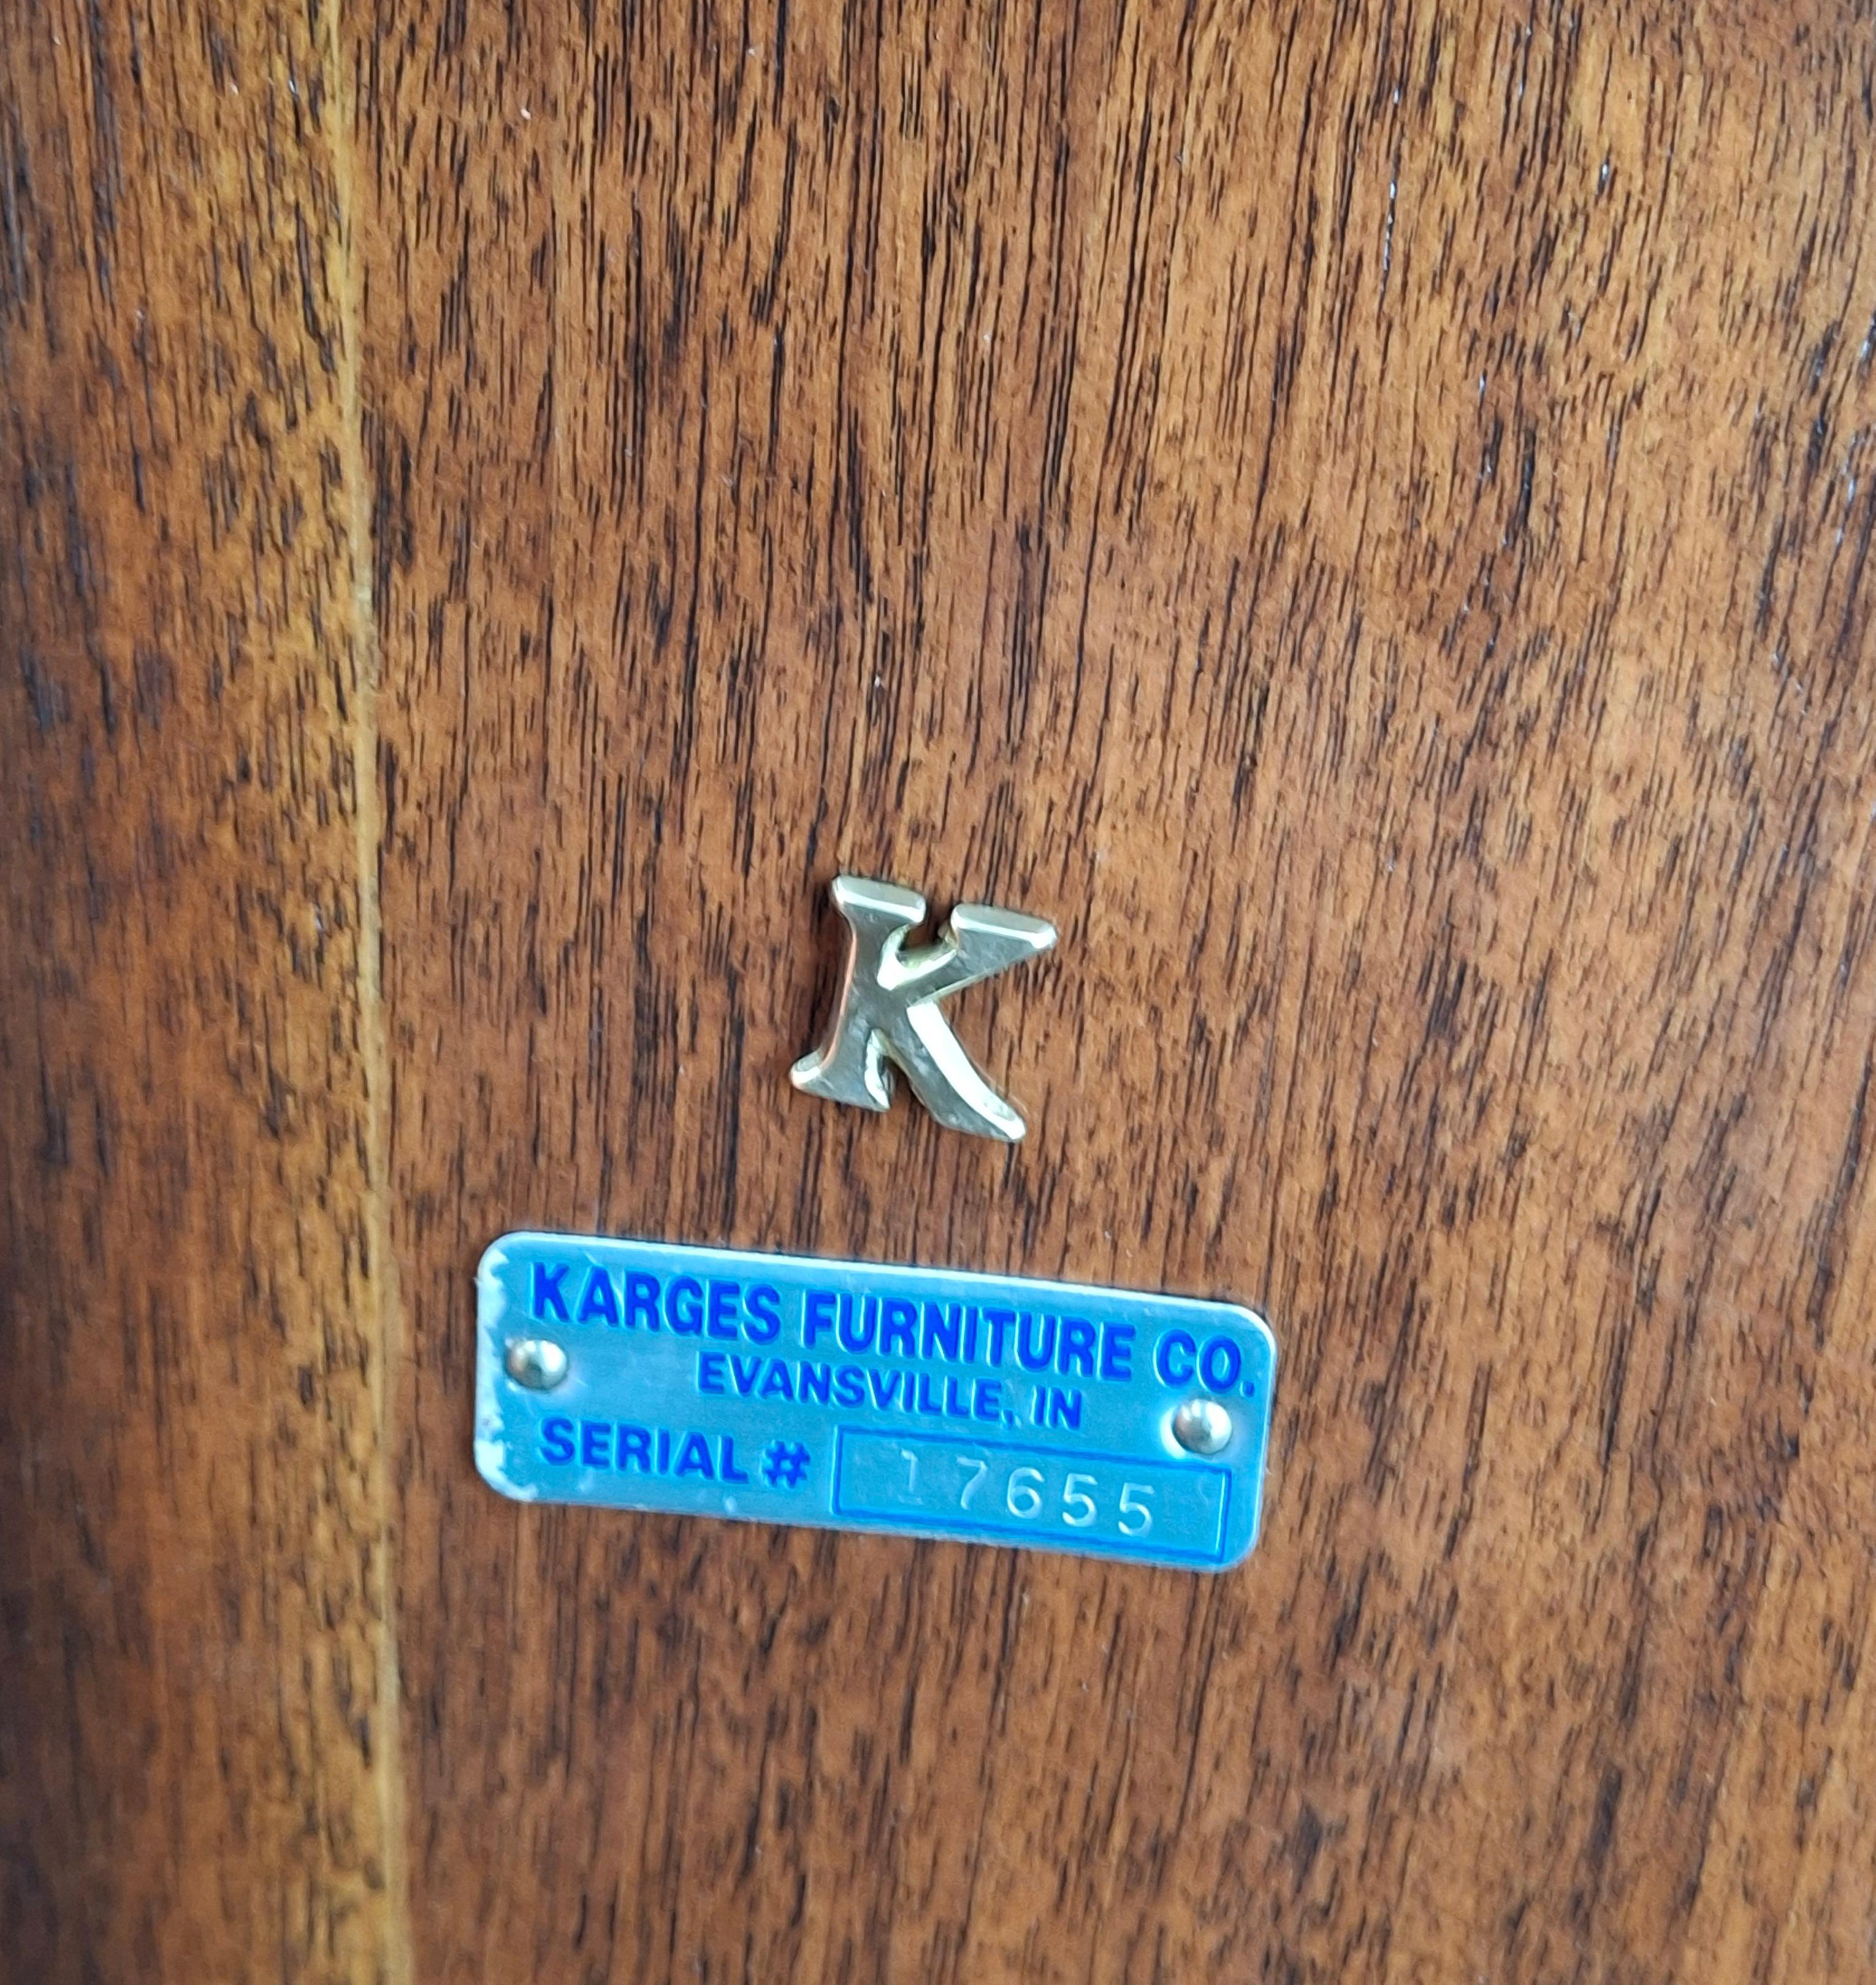 K
KARGES FURNITURE CO.
EVANSVILLE, IN
SERIAL # 17655